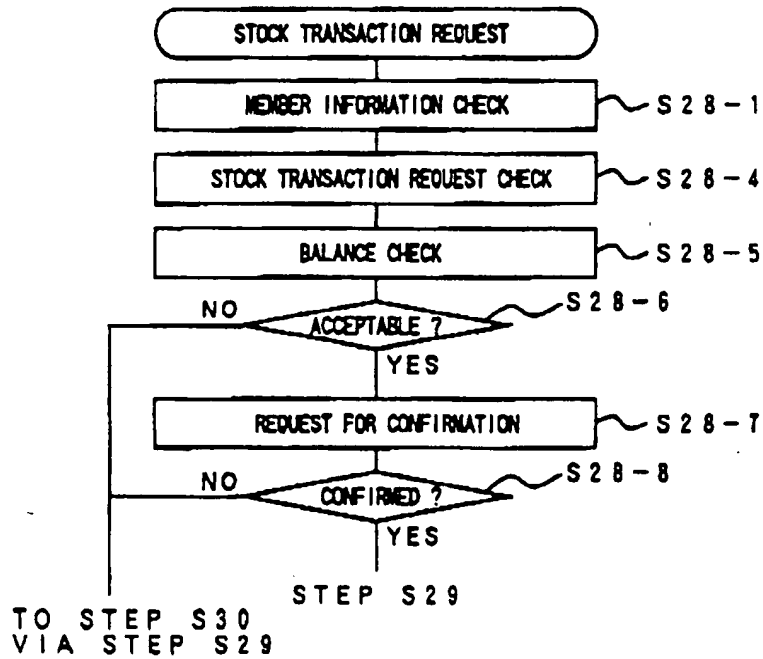 STOCK TRANSACTION REQUEST
MEMBER INFORMATION CHECK
S28-1
STOCK TRANSACTION REQUEST CHECK
S28-4
BALANCE CHECK
S28-5
S28-6
NO
ACCEPTABLE ?
YES
REQUEST FOR CONFIRMATION
S28-7
S28-8
NO
CONFIRMED ?
YES
STEP S29
TO STEP S30
VIA STEP S29